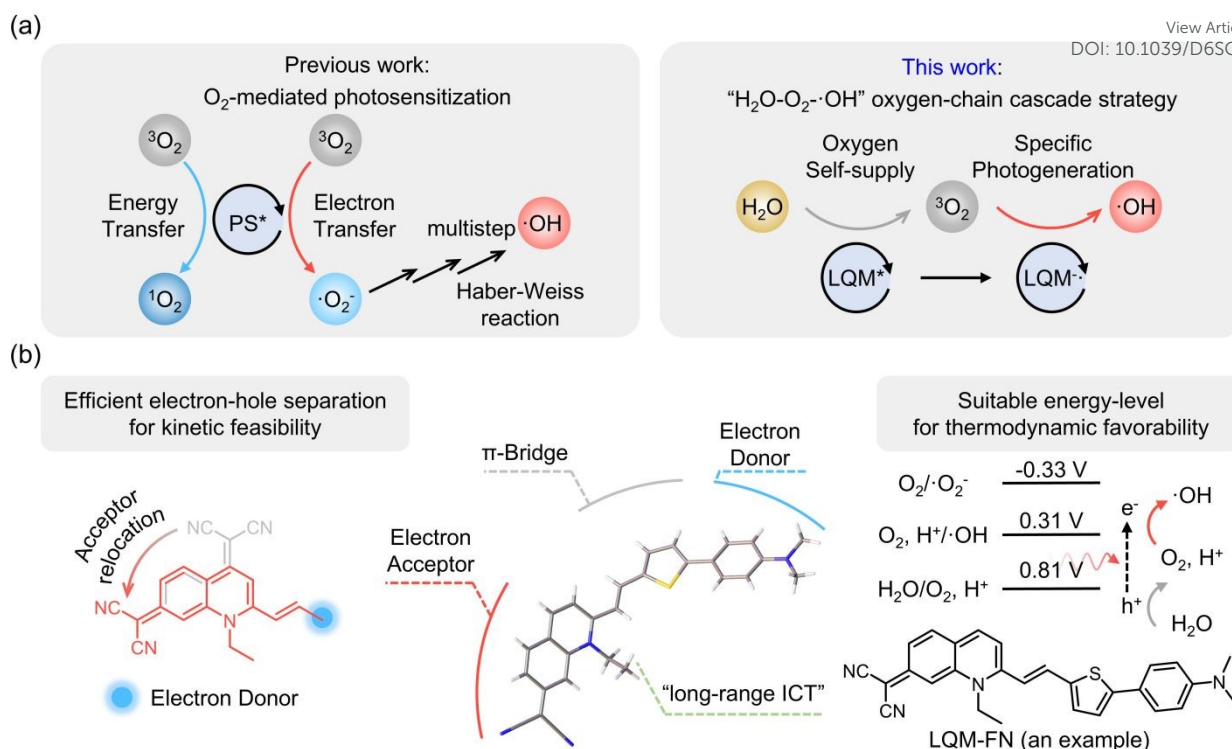 (a)
View Arti
DOI: 10.1039/D6SC
Previous work:
O₂-mediated photosensitization
³O₂
³O₂
Energy
Transfer
PS*
Electron
Transfer
multistep
·OH
Haber-Weiss
reaction
¹O₂
·O₂⁻
This work:
“H₂O-O₂-·OH” oxygen-chain cascade strategy
Oxygen
Self-supply
Specific
Photogeneration
H₂O
³O₂
·OH
LQM*
LQM⁻·
(b)
Efficient electron-hole separation
for kinetic feasibility
Acceptor
relocation
NC
CN
NC
CN
N
Electron Donor
π-Bridge
Electron
Donor
Electron
Acceptor
“long-range ICT”
Suitable energy-level
for thermodynamic favorability
O₂/·O₂⁻
-0.33 V
O₂, H⁺/·OH
0.31 V
H₂O/O₂, H⁺
0.81 V
e⁻
h⁺
·OH
O₂, H⁺
H₂O
NC
CN
N
S
N
LQM-FN (an example)